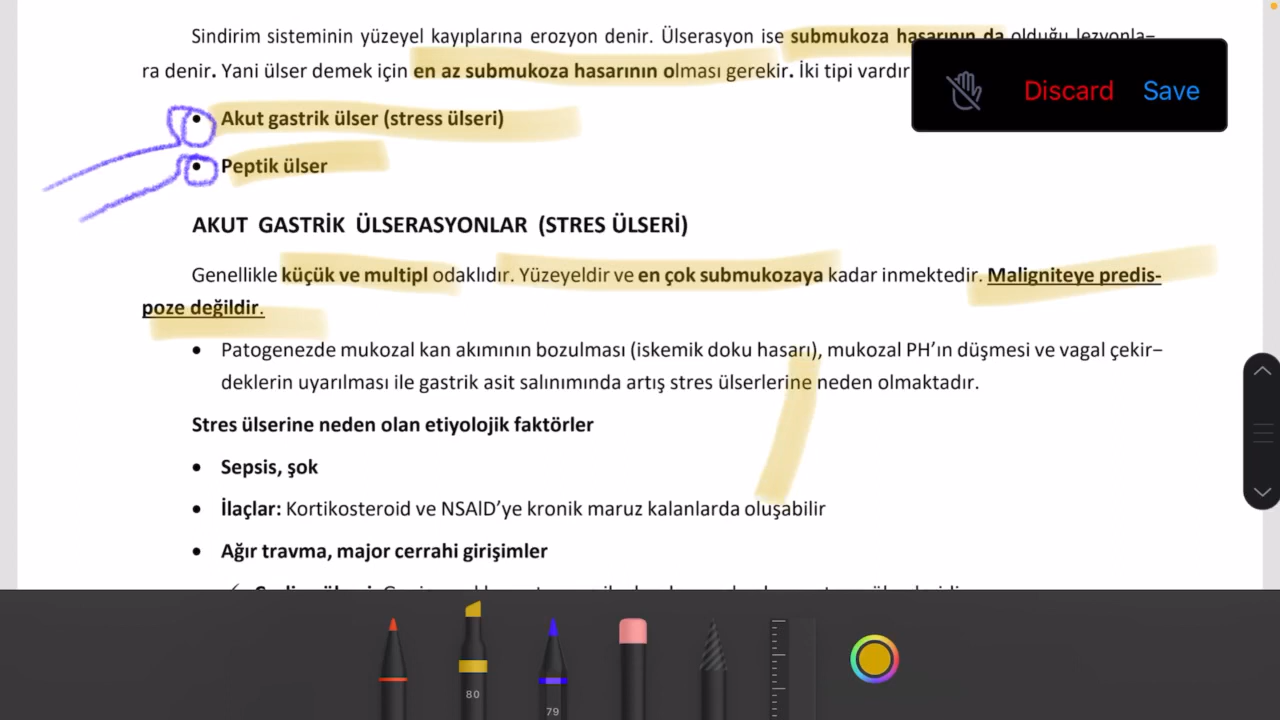 Sindirim sisteminin yüzeyel kayıplarına erozyon denir. Ülserasyon ise submukoza hasarının da olduğu lezyonla–
ra denir. Yani ülser demek için en az submukoza hasarının olması gerekir. İki tipi vardır
Discard Save
• Akut gastrik ülser (stress ülseri)
• Peptik ülser
AKUT GASTRİK ÜLSERASYONLAR (STRES ÜLSERİ)
Genellikle küçük ve multipl odaklıdır. Yüzeyeldir ve en çok submukozaya kadar inmektedir. Maligniteye predis-
poze değildir.
• Patogenezde mukozal kan akımının bozulması (iskemik doku hasarı), mukozal PH’ın düşmesi ve vagal çekir–
deklerin uyarılması ile gastrik asit salınımında artış stres ülserlerine neden olmaktadır.
Stres ülserine neden olan etiyolojik faktörler
• Sepsis, şok
• İlaçlar: Kortikosteroid ve NSAID’ye kronik maruz kalanlarda oluşabilir
• Ağır travma, major cerrahi girişimler
80
79